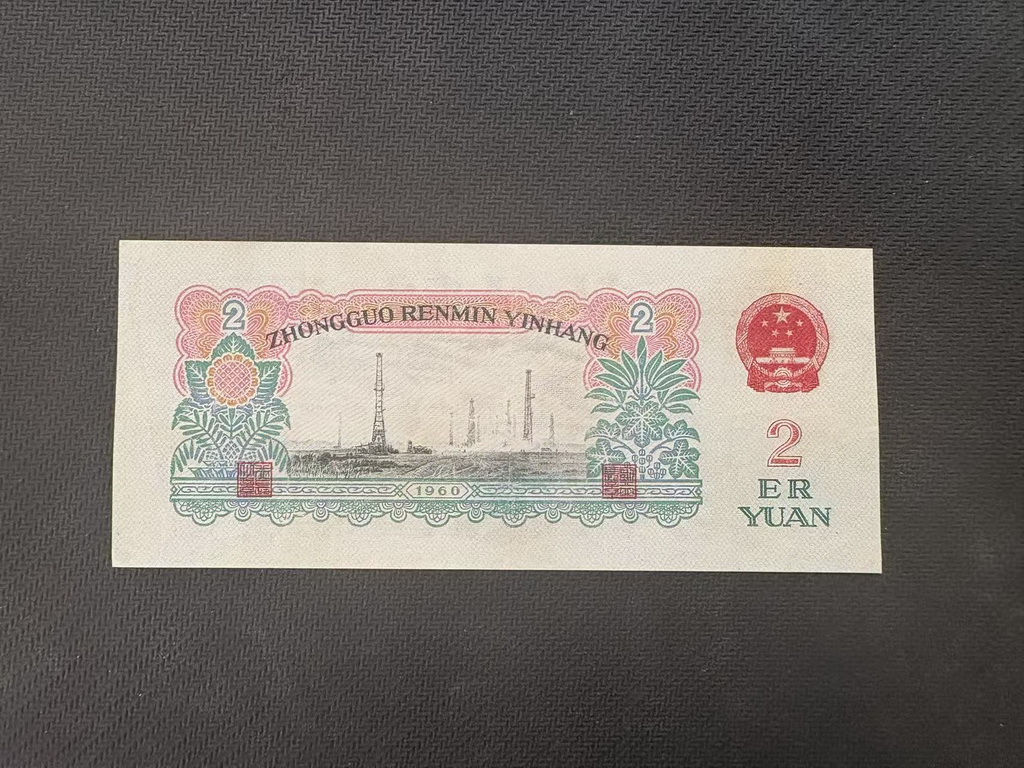 2
ZHONGGUO RENMIN YINHANG
2
1960
2
ER
YUAN